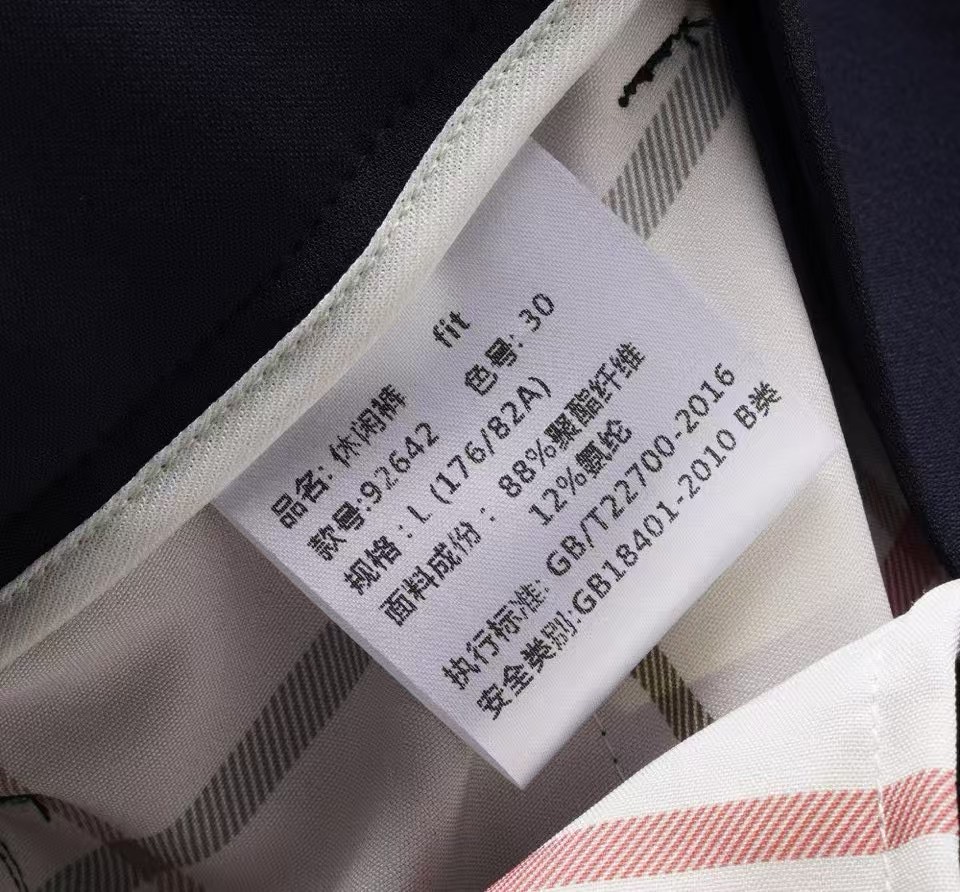 fit
品名: 休闲裤
款号:92642 色号: 30
规格: L (176/82A)
面料成份: 88%聚酯纤维
12%氨纶
执行标准: GB/T22700-2016
安全类别:GB18401-2010 B类